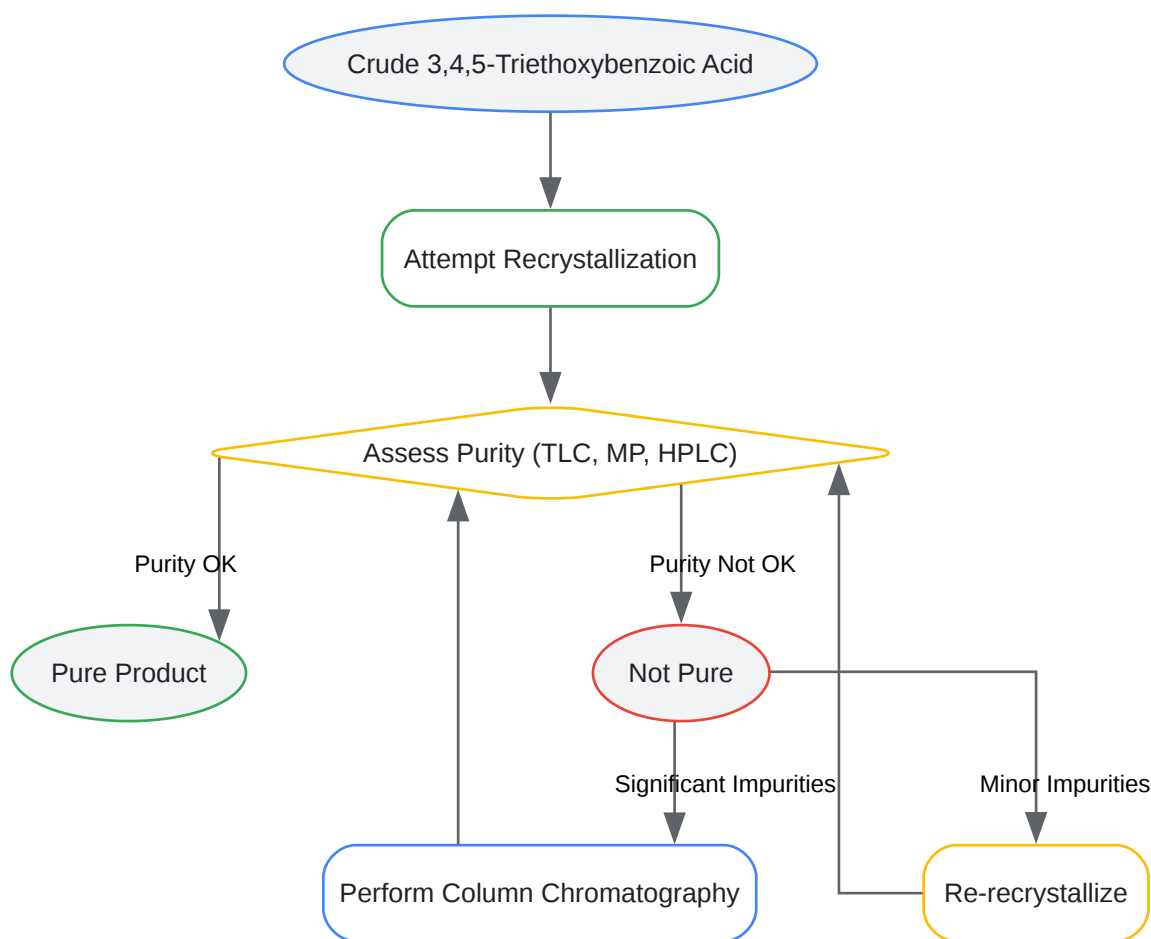 Crude 3,4,5-Triethoxybenzoic Acid
Attempt Recrystallization
Assess Purity (TLC, MP, HPLC)
Purity OK
Purity Not OK
Pure Product
Not Pure
Significant Impurities
Minor Impurities
Perform Column Chromatography
Re-recrystallize